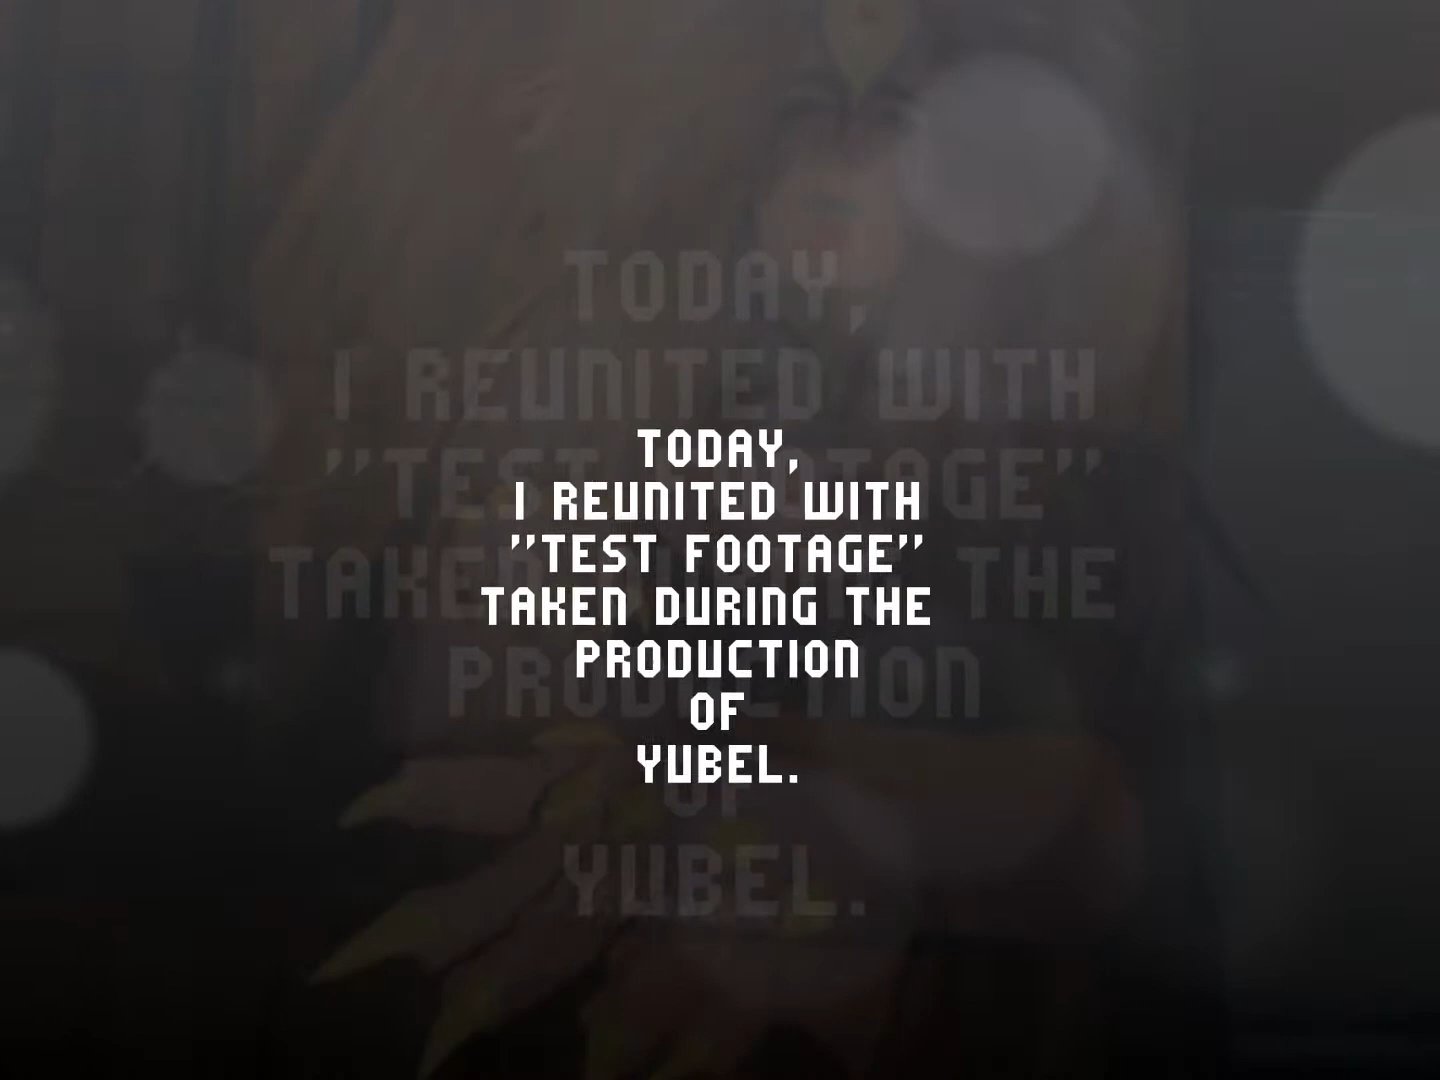 TODAY,
I REUNITED WITH
"TEST FOOTAGE"
TAKEN DURING THE
PRODUCTION
OF
YUBEL.